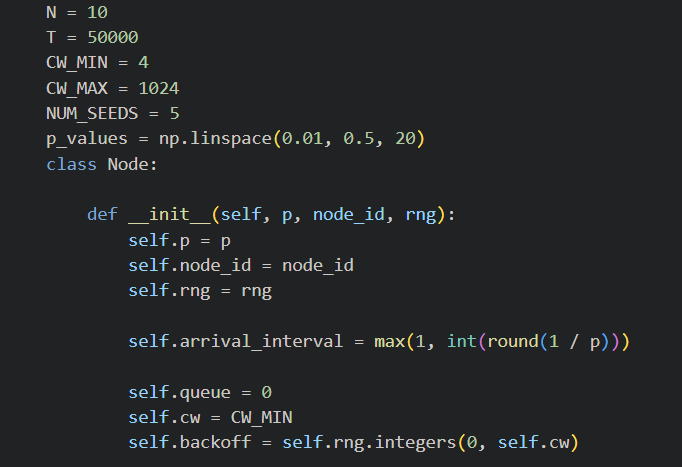 N = 10
T = 50000
CW_MIN = 4
CW_MAX = 1024
NUM_SEEDS = 5
p_values = np.linspace(0.01, 0.5, 20)
class Node:
    def __init__(self, p, node_id, rng):
        self.p = p
        self.node_id = node_id
        self.rng = rng
        self.arrival_interval = max(1, int(round(1 / p)))
        self.queue = 0
        self.cw = CW_MIN
        self.backoff = self.rng.integers(0, self.cw)